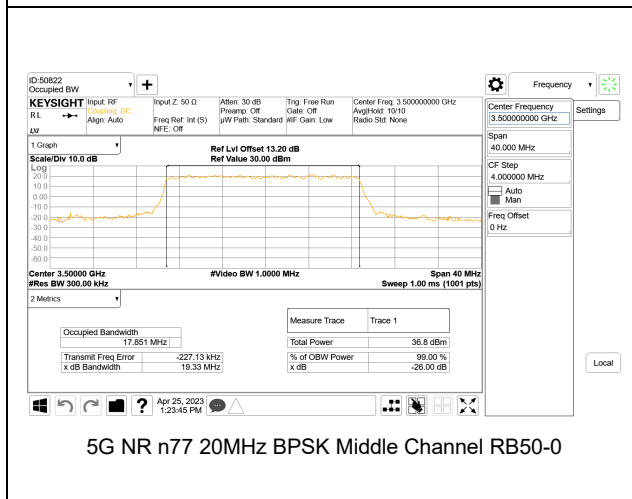 ID:50822
Occupied BW
Frequency
KEYSIGHT
RL
LXI
Input: RF
Coupling: DC
Align: Auto
Input Z: 50 Ω
Freq Ref: Int (S)
NFE: Off
Atten: 30 dB
Preamp: Off
µW Path: Standard
Trig: Free Run
Gate: Off
#IF Gain: Low
Center Freq: 3.500000000 GHz
Avg|Hold: 10/10
Radio Std: None
Center Frequency
3.500000000 GHz
Settings
Span
40.000 MHz
CF Step
4.000000 MHz
Auto
Man
Freq Offset
0 Hz
Local
1 Graph
Scale/Div 10.0 dB
Ref Lvl Offset 13.20 dB
Ref Value 30.00 dBm
Log
20.0
10.0
0.00
-10.0
-20.0
-30.0
-40.0
-50.0
-60.0
Center 3.50000 GHz
#Video BW 1.0000 MHz
Span 40 MHz
#Res BW 300.00 kHz
Sweep 1.00 ms (1001 pts)
2 Metrics
Measure Trace Trace 1
Occupied Bandwidth
17.851 MHz
Total Power 36.8 dBm
Transmit Freq Error -227.13 kHz
% of OBW Power 99.00 %
x dB Bandwidth 19.33 MHz
x dB -26.00 dB
?
Apr 25, 2023
1:23:45 PM
5G NR n77 20MHz BPSK Middle Channel RB50-0